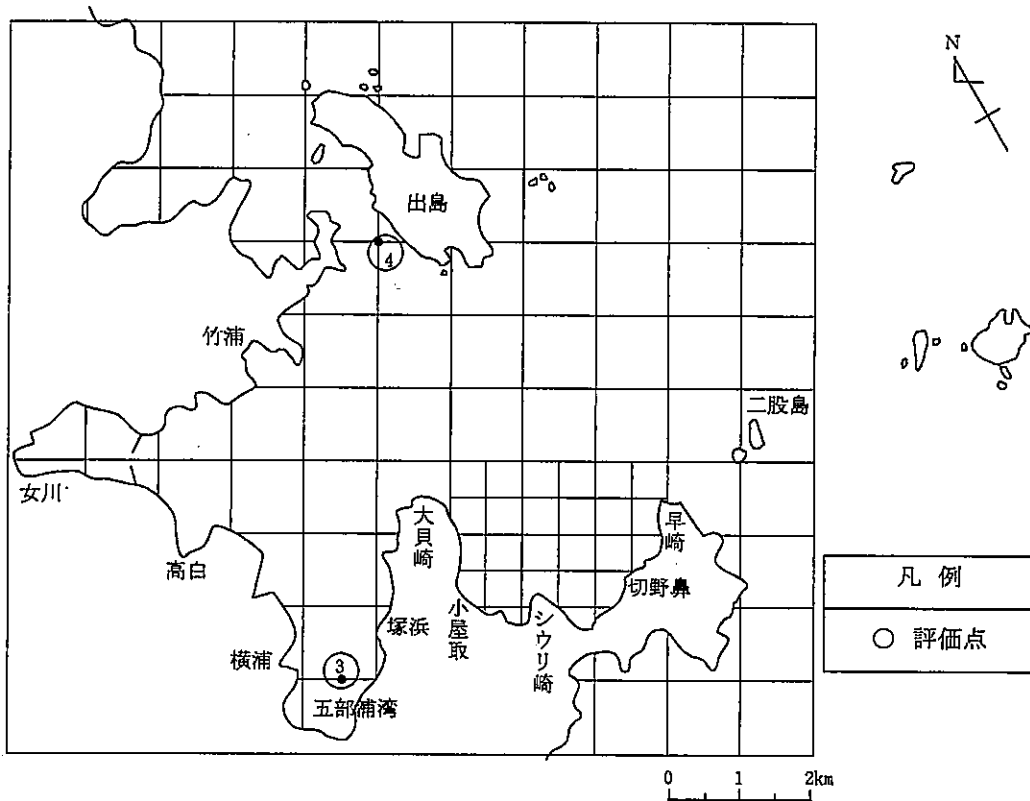 N
出島
4
竹浦
二股島
女川
大貝崎
早崎
高白
切野鼻
小屋取
シウリ崎
塚浜
横浦
3
五部浦湾
凡例
○ 評価点
0 1 2km